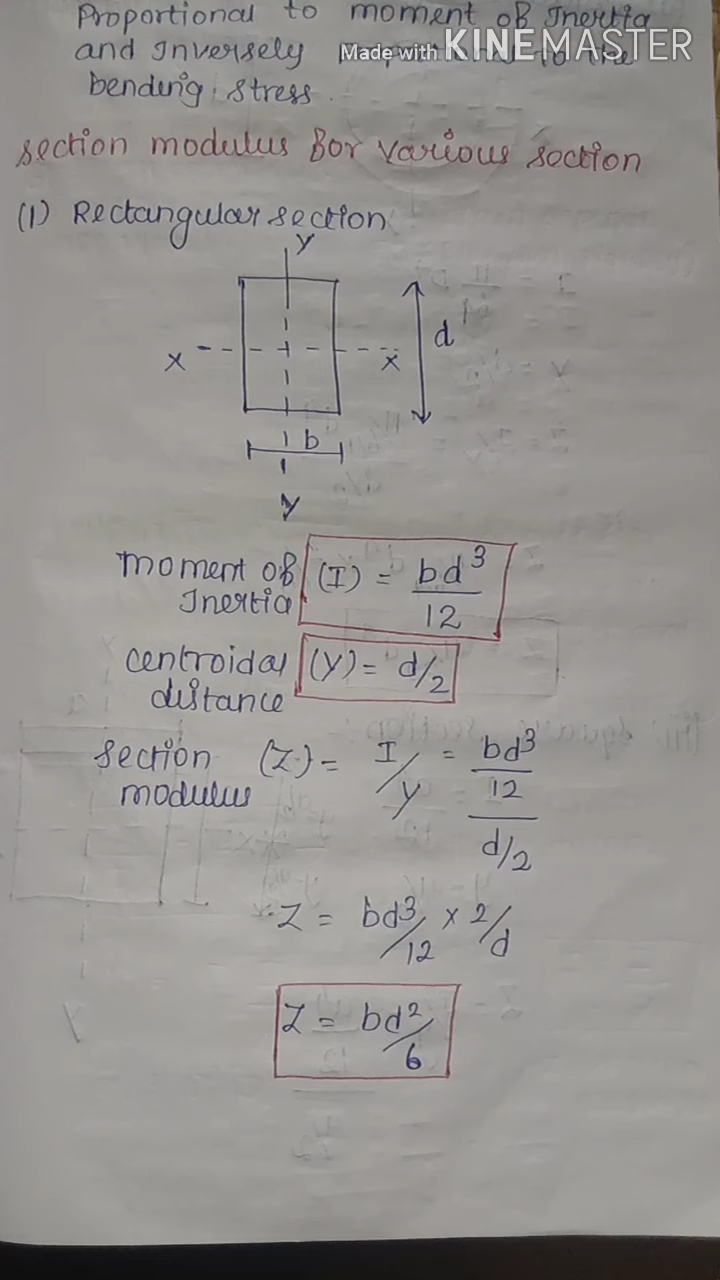 Proportional to moment of Inertia
and Inversely to the
Made with KINEMASTER
bending stress.
section modulus for various section
(1) Rectangular section
y
d
x x
b
y
moment of (I) = bd³/12
Inertia
centroidal (y) = d/2
distance
section (Z) = I/y = bd³/12 / d/2
modulus
Z = bd³/12 × 2/d
Z = bd²/6